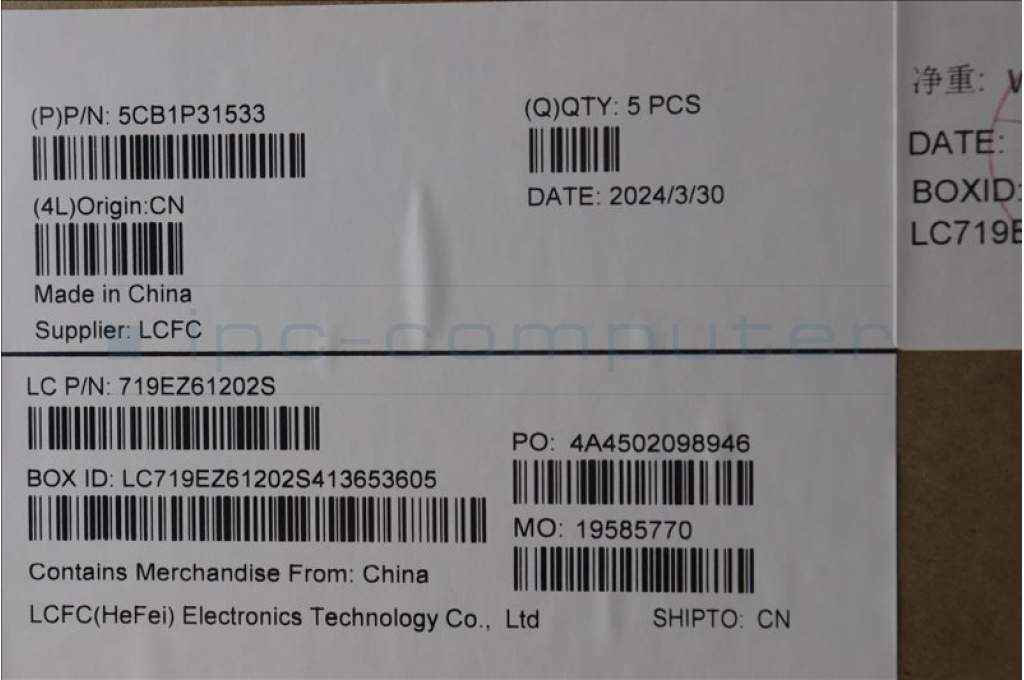 (P)P/N: 5CB1P31533
(Q)QTY: 5 PCS
DATE: 2024/3/30
(4L)Origin:CN
Made in China
Supplier: LCFC
ipc-computer
LC P/N: 719EZ61202S
BOX ID: LC719EZ61202S413653605
PO: 4A4502098946
MO: 19585770
Contains Merchandise From: China
LCFC(HeFei) Electronics Technology Co., Ltd
SHIPTO: CN
净重:
DATE:
BOXID:
LC719E